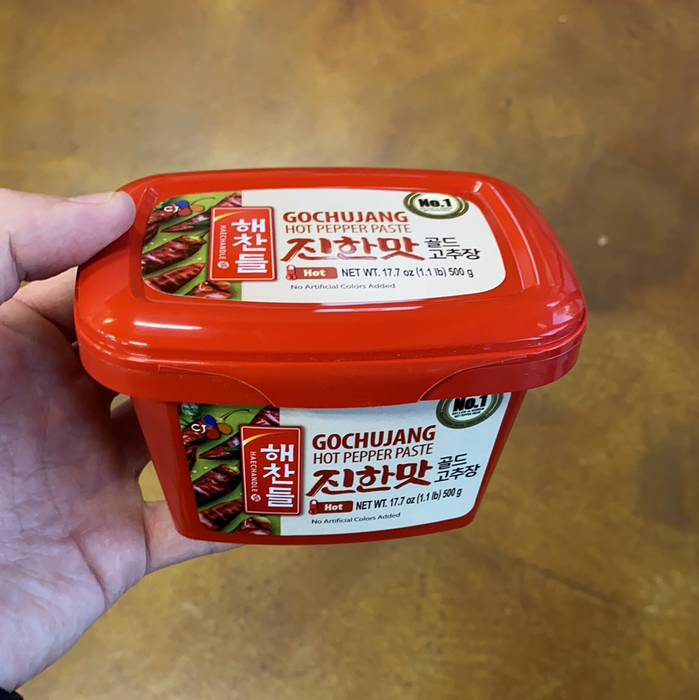 CJ
해찬들
HAECHANDLE
GOCHUJANG
HOT PEPPER PASTE
진한맛 골드 고추장
No.1
Hot NET WT. 17.7 oz (1.1 lb) 500 g
No Artificial Colors Added
CJ
해찬들
HAECHANDLE
GOCHUJANG
HOT PEPPER PASTE
진한맛 골드 고추장
No.1
Hot NET WT. 17.7 oz (1.1 lb) 500 g
No Artificial Colors Added